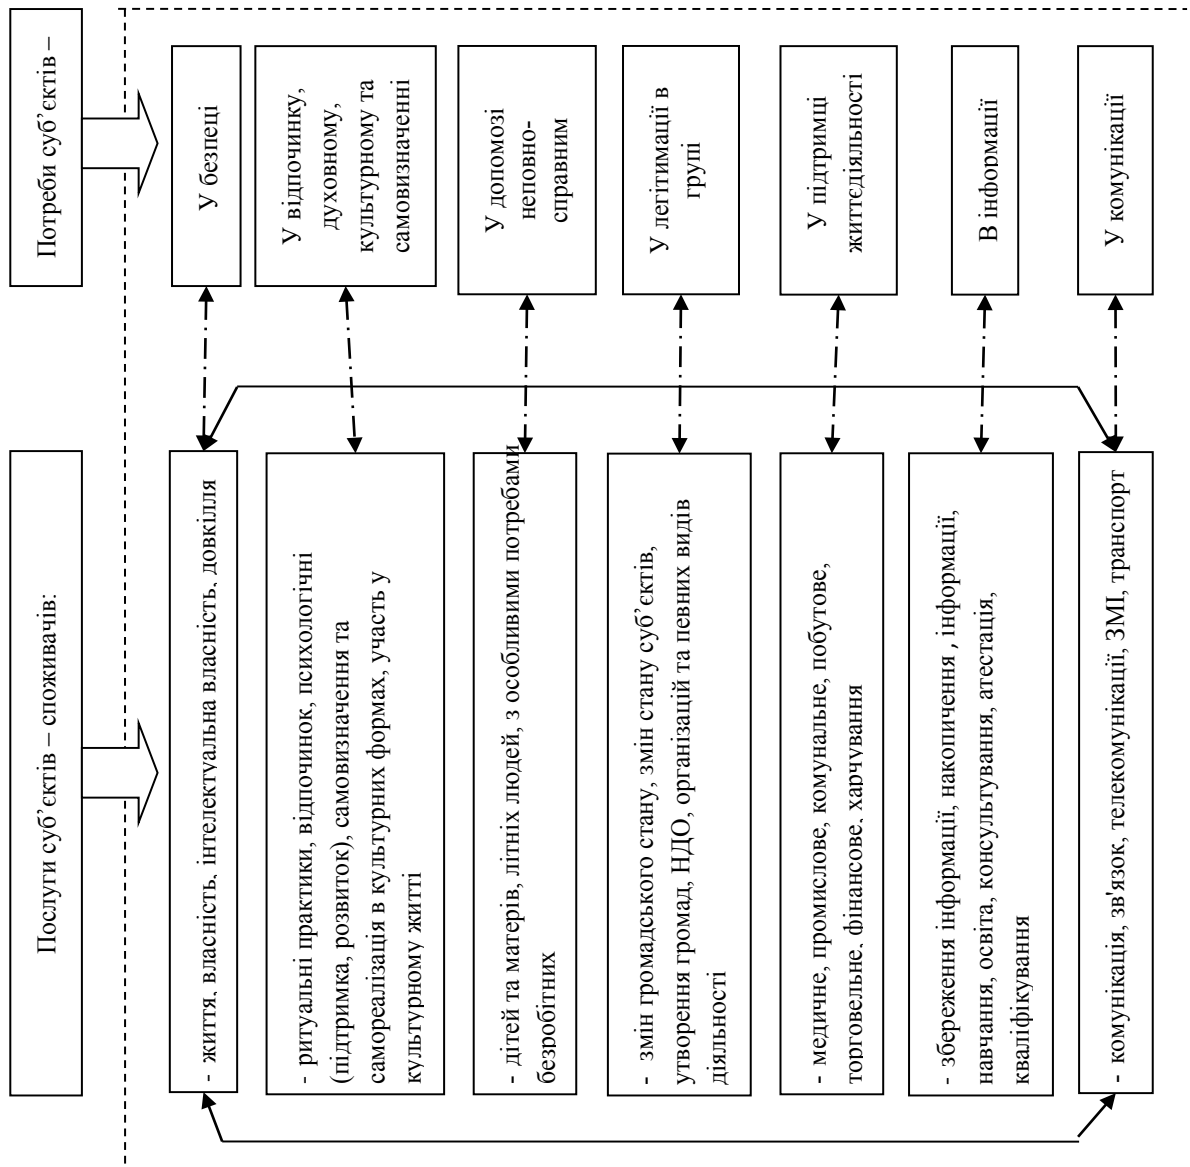 Потреби суб’єктів –
У безпеці
У відпочинку,
духовному,
культурному та
самовизначенні
У допомозі
неповно-
справним
У легітимації в
групі
У підтримці
життєдіяльності
В інформації
У комунікації
Послуги суб’єктів – споживачів:
- життя, власність, інтелектуальна власність, довкілля
- ритуальні практики, відпочинок, психологічні
(підтримка, розвиток), самовизначення та
самореалізація в культурних формах, участь у
культурному житті
- дітей та матерів, літніх людей, з особливими потребами
безробітних
- змін громадського стану, змін стану суб’єктів,
утворення громад, НДО, організацій та певних видів
діяльності
- медичне, промислове, комунальне, побутове,
торговельне, фінансове, харчування
- збереження інформації, накопичення , інформації,
навчання, освіта, консультування, атестація,
кваліфікування
- комунікація, зв'язок, телекомунікації, ЗМІ, транспорт